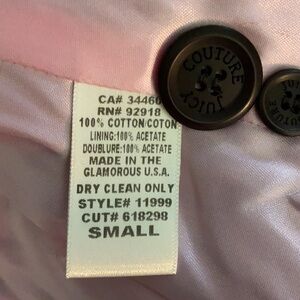 COUTURE
JUICY
COUTURE
CA# 34460
RN# 92918
100% COTTON/COTON
LINING:100% ACETATE
DOUBLURE:100% ACETATE
MADE IN THE
GLAMOROUS U.S.A.
DRY CLEAN ONLY
STYLE# 11999
CUT# 618298
SMALL